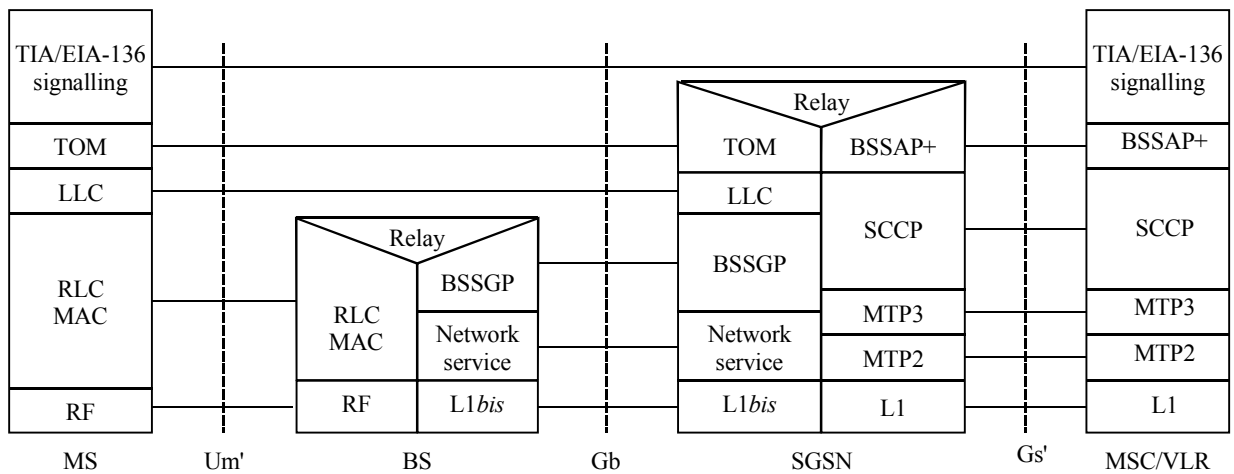 TIA/EIA-136
signalling
TOM
LLC
RLC
MAC
RF
MS
Um'
Relay
RLC
MAC
BSSGP
Network
service
RF
L1bis
BS
Gb
Relay
TOM
BSSAP+
LLC
SCCP
BSSGP
MTP3
Network
service
MTP2
L1bis
L1
SGSN
Gs'
TIA/EIA-136
signalling
BSSAP+
SCCP
MTP3
MTP2
L1
MSC/VLR